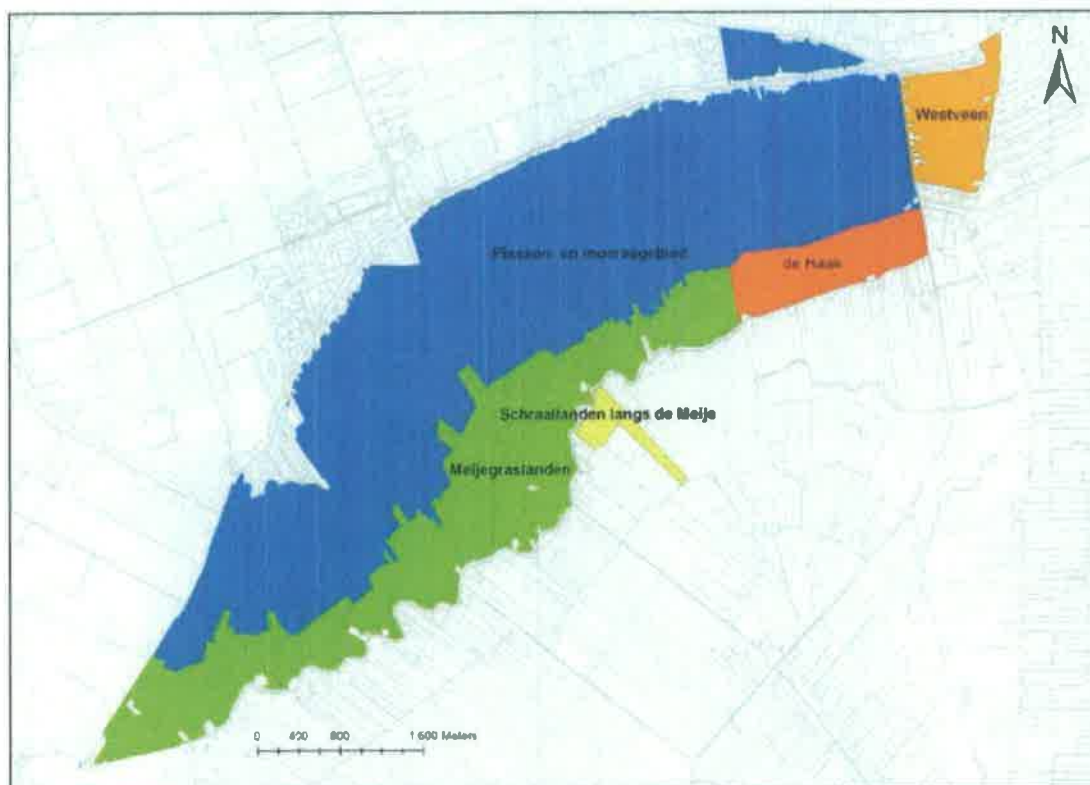 N
Westveen
Plassen- en moerasgebied
de Haak
Schraallanden langs de Meije
Meijegraslanden
0 400 800 1 600 Meters